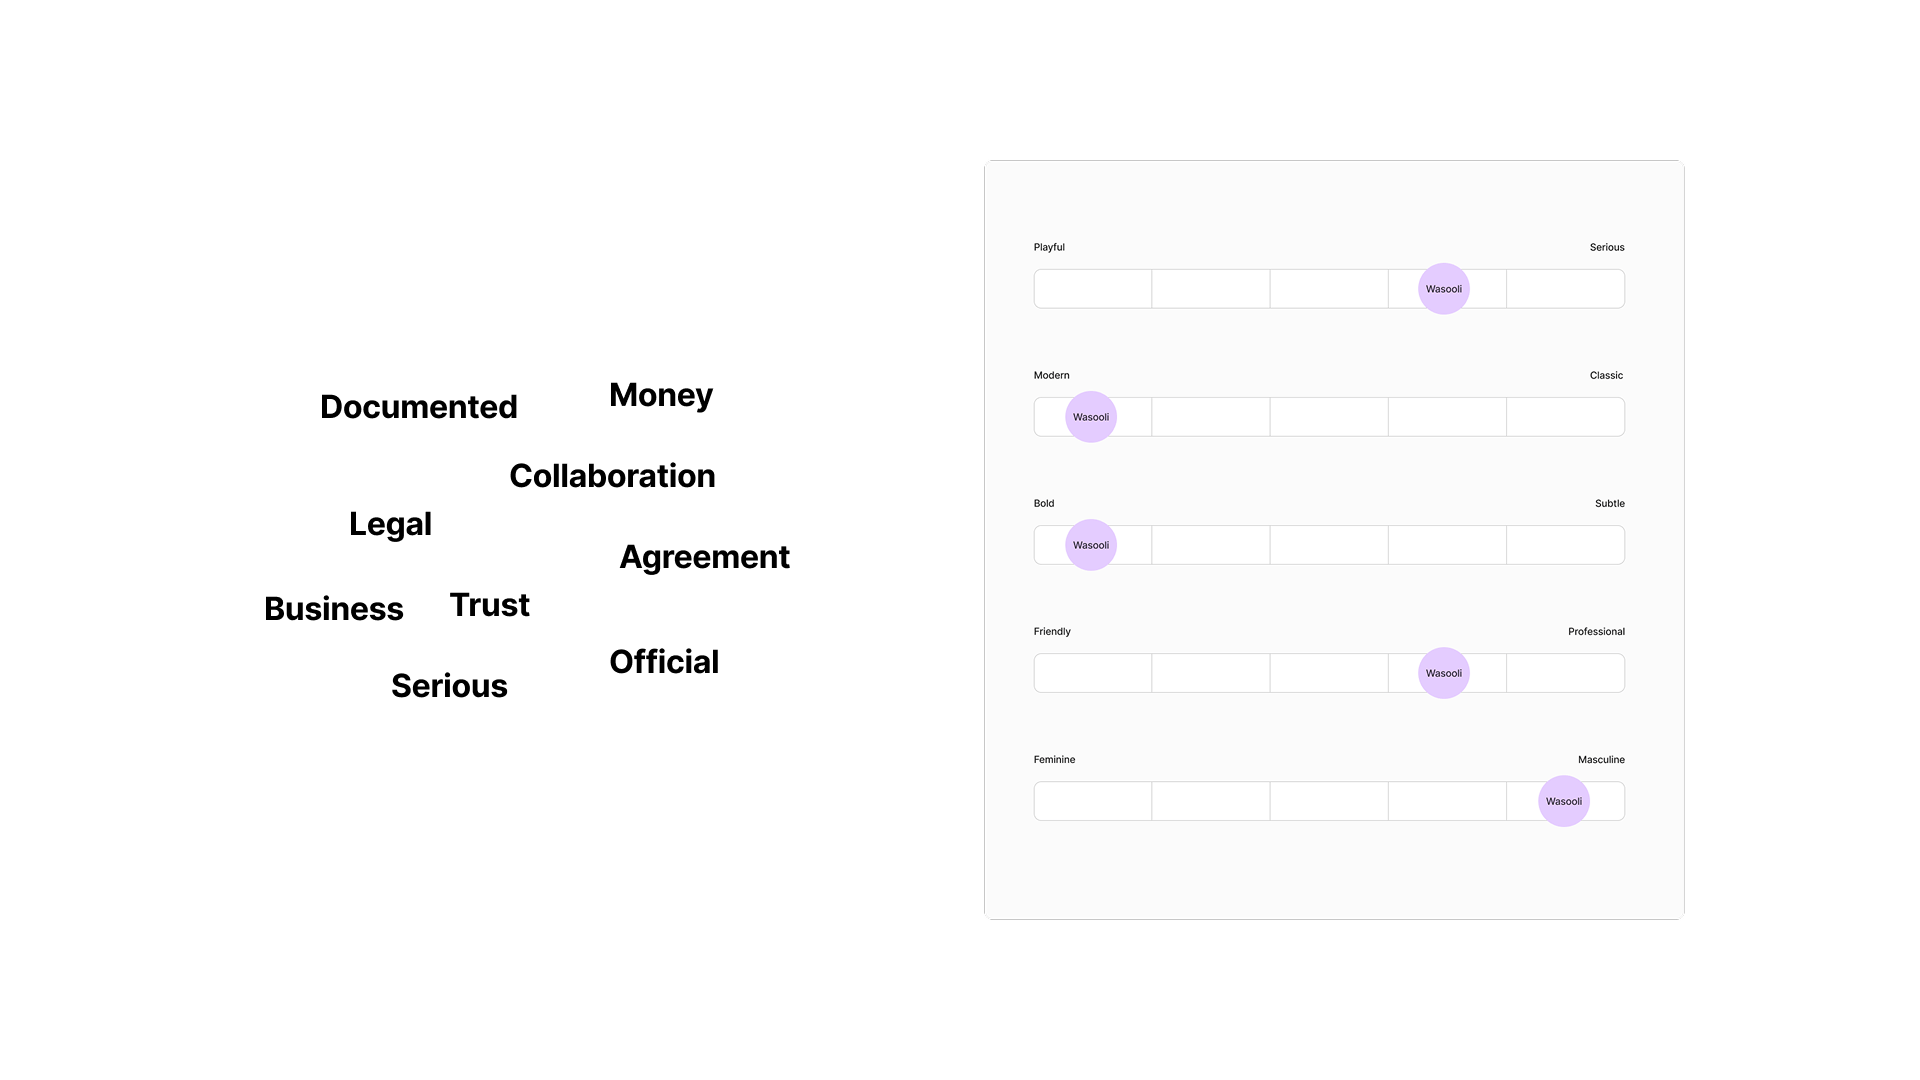 Documented
Money
Collaboration
Legal
Agreement
Business
Trust
Official
Serious
Playful
Serious
Wasooli
Modern
Classic
Wasooli
Bold
Subtle
Wasooli
Friendly
Professional
Wasooli
Feminine
Masculine
Wasooli